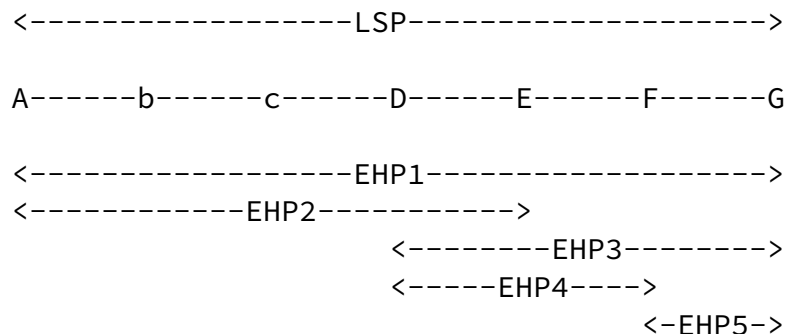 <-----------------LSP------------------>
A------b------c------D------E------F------G
<------------------EHP1------------------->
<------------EHP2----------->
<--------EHP3-------->
<-----EHP4---->
<-EHP5->